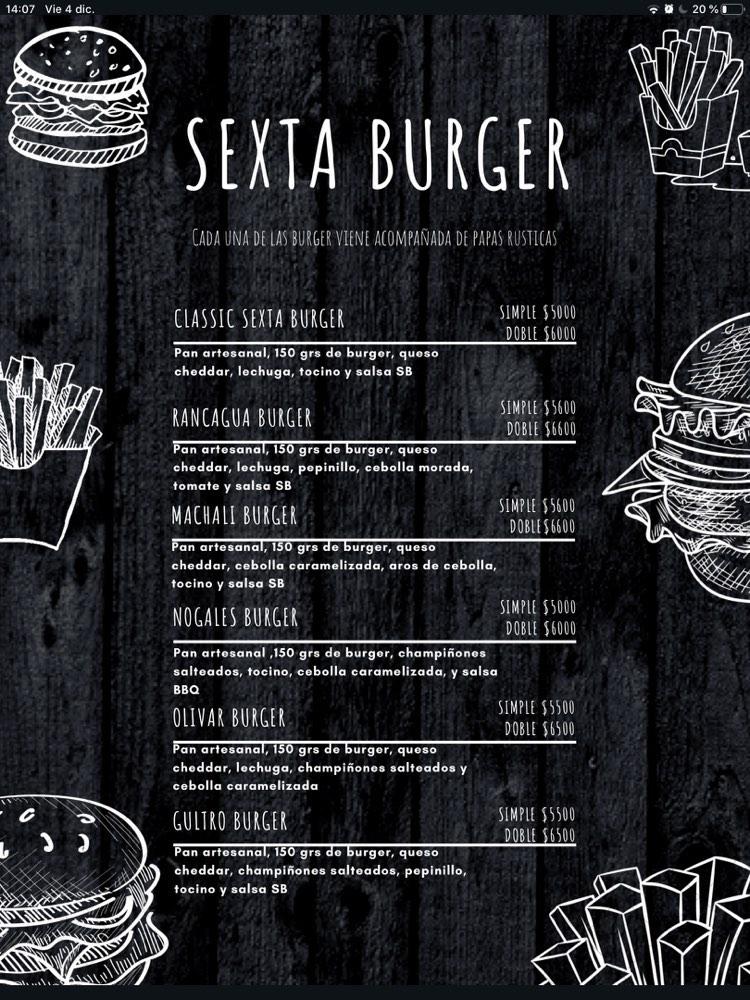 14:07 Vie 4 dic.
20 %
SEXTA BURGER
CADA UNA DE LAS BURGER VIENE ACOMPAÑADA DE PAPAS RUSTICAS
CLASSIC SEXTA BURGER
SIMPLE $5000
DOBLE $6000
Pan artesanal, 150 grs de burger, queso
cheddar, lechuga, tocino y salsa SB
RANCAGUA BURGER
SIMPLE $5600
DOBLE $6600
Pan artesanal, 150 grs de burger, queso
cheddar, lechuga, pepinillo, cebolla morada,
tomate y salsa SB
MACHALI BURGER
SIMPLE $5600
DOBLE$6600
Pan artesanal, 150 grs de burger, queso
cheddar, cebolla caramelizada, aros de cebolla,
tocino y salsa SB
NOGALES BURGER
SIMPLE $5000
DOBLE $6000
Pan artesanal ,150 grs de burger, champiñones
salteados, tocino, cebolla caramelizada, y salsa
BBQ
OLIVAR BURGER
SIMPLE $5500
DOBLE $6500
Pan artesanal, 150 grs de burger, queso
cheddar, lechuga, champiñones salteados y
cebolla caramelizada
GULTRO BURGER
SIMPLE $5500
DOBLE $6500
Pan artesanal, 150 grs de burger, queso
cheddar, champiñones salteados, pepinillo,
tocino y salsa SB